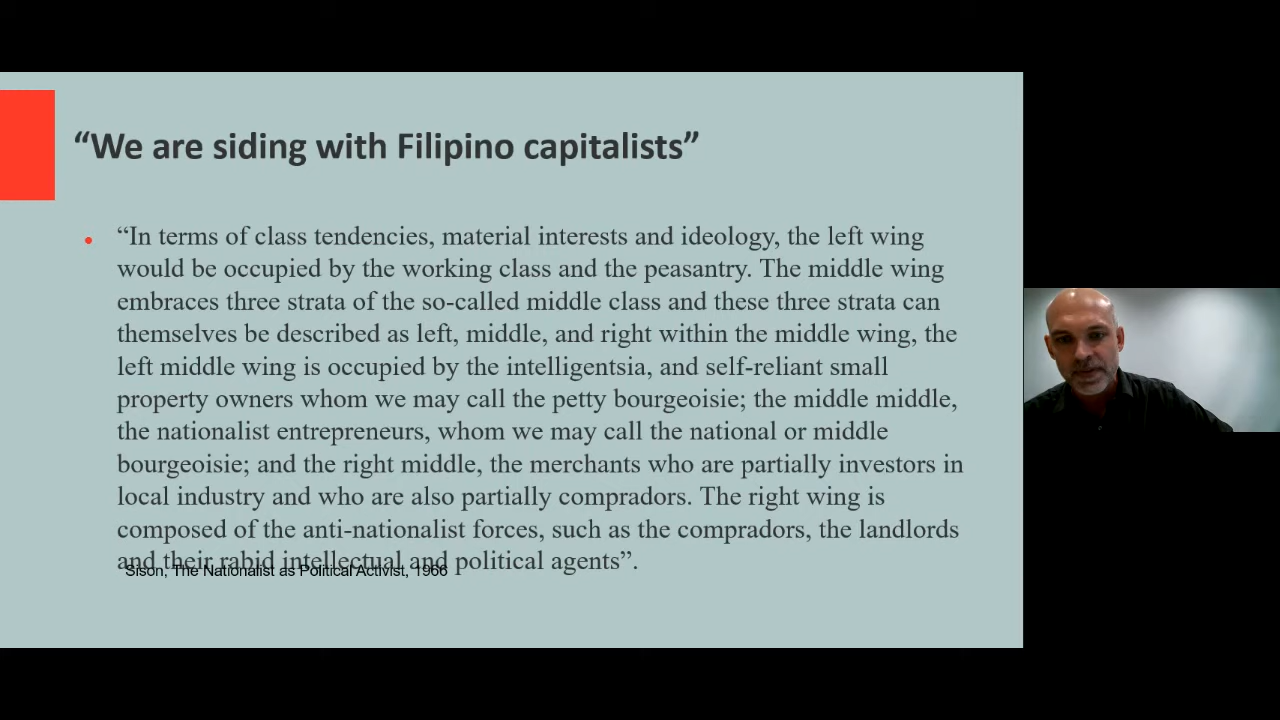 “We are siding with Filipino capitalists”
“In terms of class tendencies, material interests and ideology, the left wing
would be occupied by the working class and the peasantry. The middle wing
embraces three strata of the so-called middle class and these three strata can
themselves be described as left, middle, and right within the middle wing, the
left middle wing is occupied by the intelligentsia, and self-reliant small
property owners whom we may call the petty bourgeoisie; the middle middle,
the nationalist entrepreneurs, whom we may call the national or middle
bourgeoisie; and the right middle, the merchants who are partially investors in
local industry and who are also partially compradors. The right wing is
composed of the anti-nationalist forces, such as the compradors, the landlords
and their rabid intellectual and political agents”.
Sison, The Nationalist as Political Activist, 1966